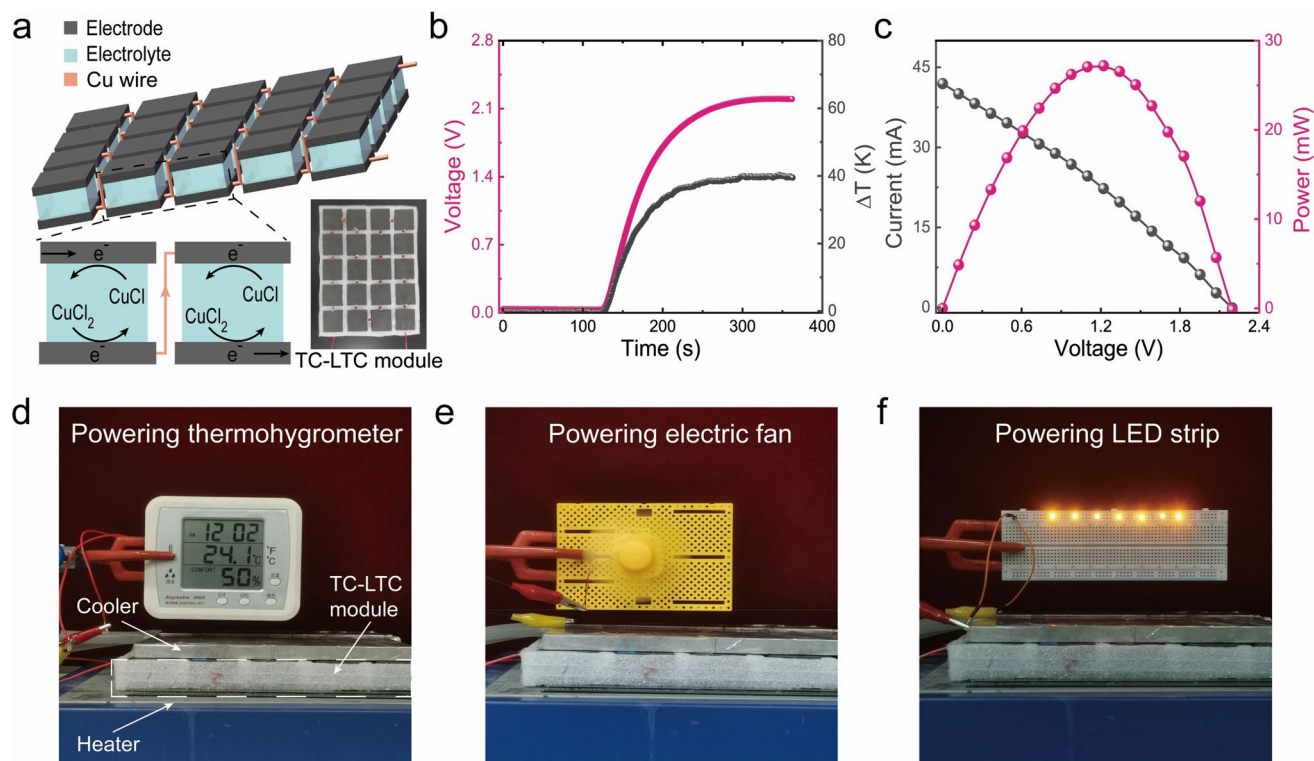 a
Electrode
Electrolyte
Cu wire
e⁻
e⁻
CuCl
CuCl
CuCl₂
CuCl₂
e⁻
e⁻
TC-LTC module
b
2.8
2.1
1.4
0.7
0.0
Voltage (V)
80
60
40
20
0
ΔT (K)
0
100
200
300
400
Time (s)
c
45
30
15
0
Current (mA)
30
20
10
0
Power (mW)
0.0
0.6
1.2
1.8
2.4
Voltage (V)
d
Powering thermohygrometer
12 02
24.1 °C
°F
°C
COMFORT
50%
Cooler
TC-LTC
module
Heater
e
Powering electric fan
f
Powering LED strip